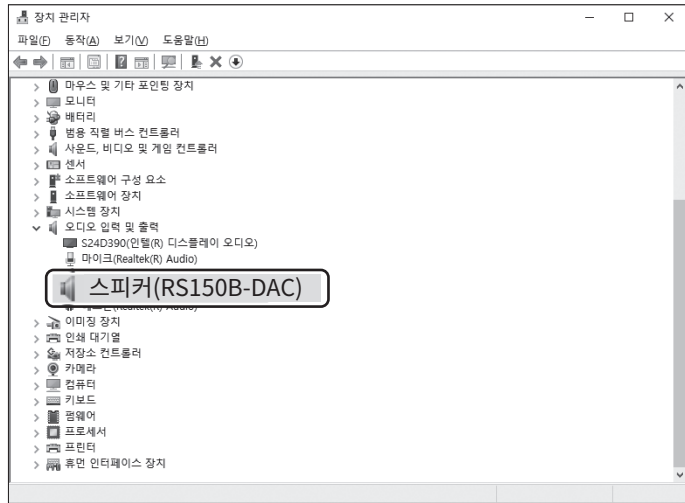 장치 관리자
파일(F) 동작(A) 보기(V) 도움말(H)
마우스 및 기타 포인팅 장치
모니터
배터리
범용 직렬 버스 컨트롤러
사운드, 비디오 및 게임 컨트롤러
센서
소프트웨어 구성 요소
소프트웨어 장치
시스템 장치
오디오 입력 및 출력
S24D390(인텔(R) 디스플레이 오디오)
마이크(Realtek(R) Audio)
스피커(RS150B-DAC)
(Realtek(R) Audio)
이미징 장치
인쇄 대기열
저장소 컨트롤러
카메라
컴퓨터
키보드
펌웨어
프로세서
프린터
휴먼 인터페이스 장치